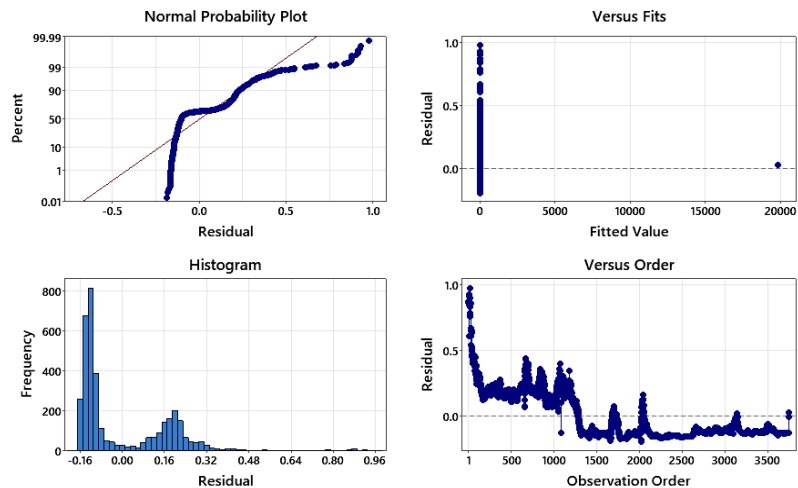 Normal Probability Plot
99.99
99
90
50
10
1
0.01
Percent
-0.5 0.0 0.5 1.0
Residual
Versus Fits
1.0
0.5
0.0
Residual
0 5000 10000 15000 20000
Fitted Value
Histogram
800
600
400
200
0
Frequency
-0.16 0.00 0.16 0.32 0.48 0.64 0.80 0.96
Residual
Versus Order
1.0
0.5
0.0
Residual
1 500 1000 1500 2000 2500 3000 3500
Observation Order